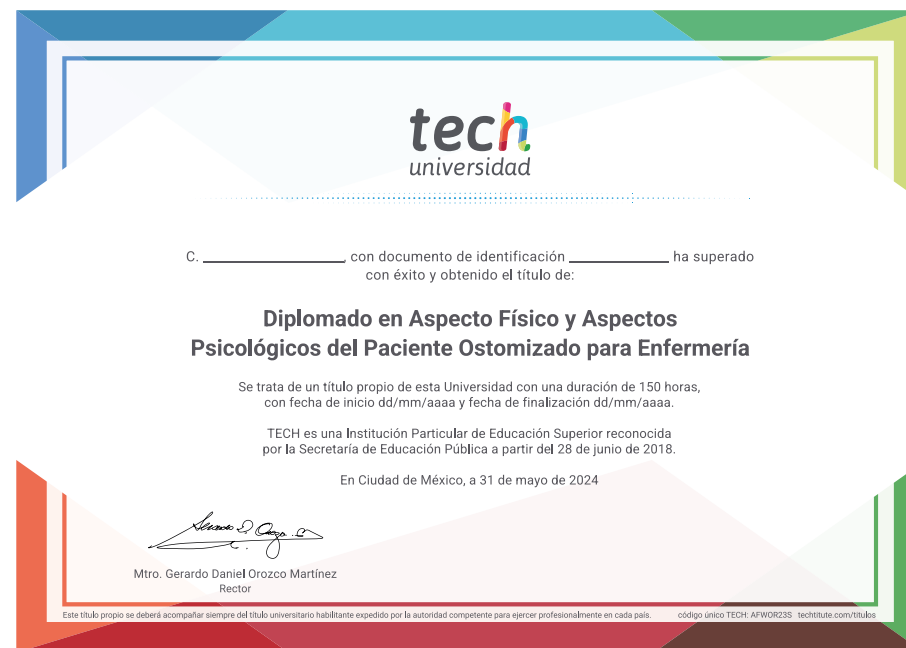 tech
universidad
C. ____________________, con documento de identificación ______________ ha superado
con éxito y obtenido el título de:
Diplomado en Aspecto Físico y Aspectos
Psicológicos del Paciente Ostomizado para Enfermería
Se trata de un título propio de esta Universidad con una duración de 150 horas,
con fecha de inicio dd/mm/aaaa y fecha de finalización dd/mm/aaaa.
TECH es una Institución Particular de Educación Superior reconocida
por la Secretaría de Educación Pública a partir del 28 de junio de 2018.
En Ciudad de México, a 31 de mayo de 2024
Mtro. Gerardo Daniel Orozco Martínez
Rector
Este título propio se deberá acompañar siempre del título universitario habilitante expedido por la autoridad competente para ejercer profesionalmente en cada país. código único TECH: AFWOR23S techtitute.com/titulos